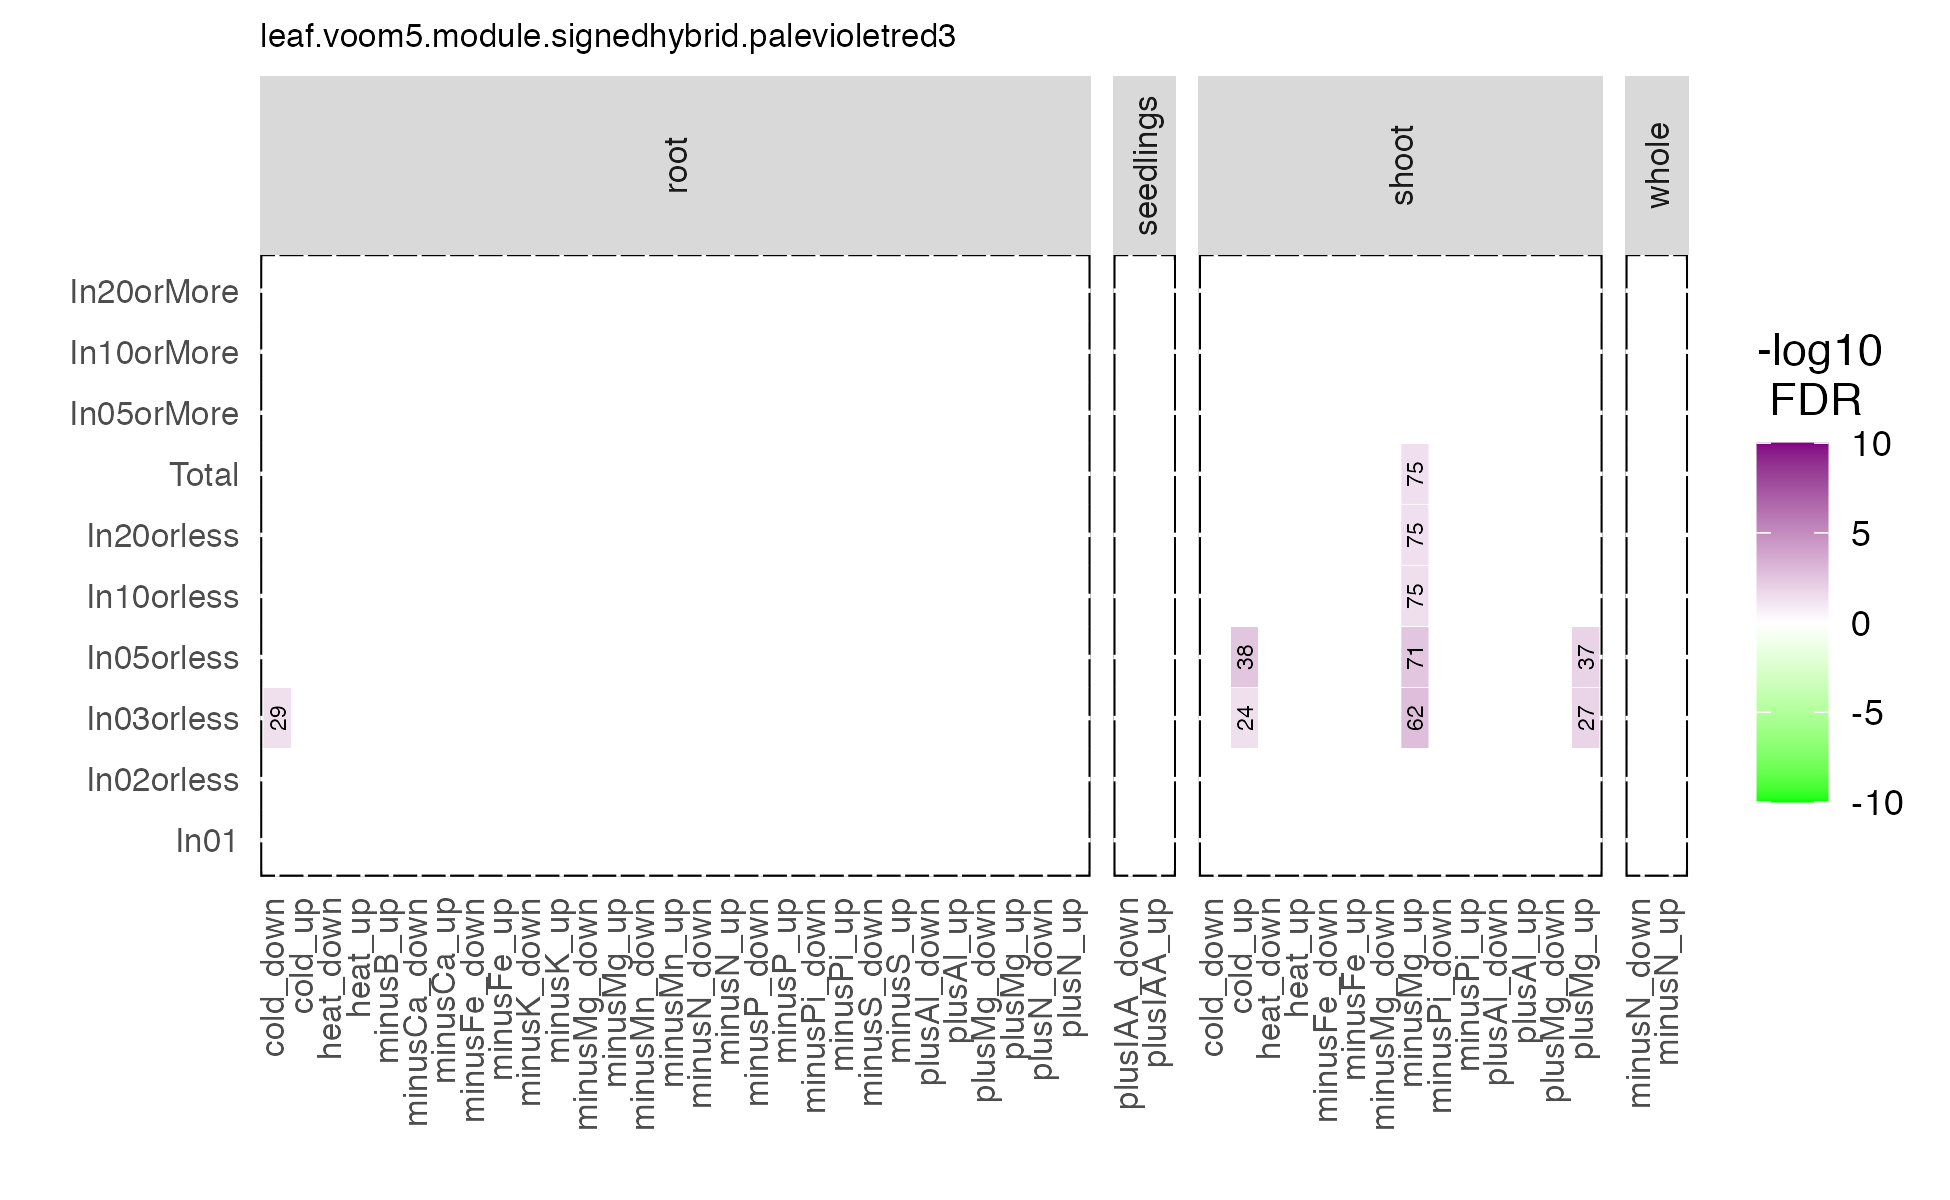 leaf.voom5.module.signedhybrid.palevioletred3
root
seedlings
shoot
whole
In20orMore
In10orMore
In05orMore
Total
75
In20orless
75
In10orless
75
In05orless
38
71
37
In03orless
29
24
62
27
In02orless
In01
cold_down
cold_up
heat_down
heat_up
minusB_up
minusCa_down
minusCa_up
minusFe_down
minusFe_up
minusK_down
minusK_up
minusMg_down
minusMg_up
minusMn_down
minusMn_up
minusN_down
minusN_up
minusP_down
minusP_up
minusPi_down
minusPi_up
minusS_down
minusS_up
plusAl_down
plusAl_up
plusMg_down
plusMg_up
plusN_down
plusN_up
plusIAA_down
plusIAA_up
cold_down
cold_up
heat_down
heat_up
minusFe_down
minusFe_up
minusMg_down
minusMg_up
minusPi_down
minusPi_up
plusAl_down
plusAl_up
plusMg_down
plusMg_up
minusN_down
minusN_up
-log10
FDR
10
5
0
-5
-10